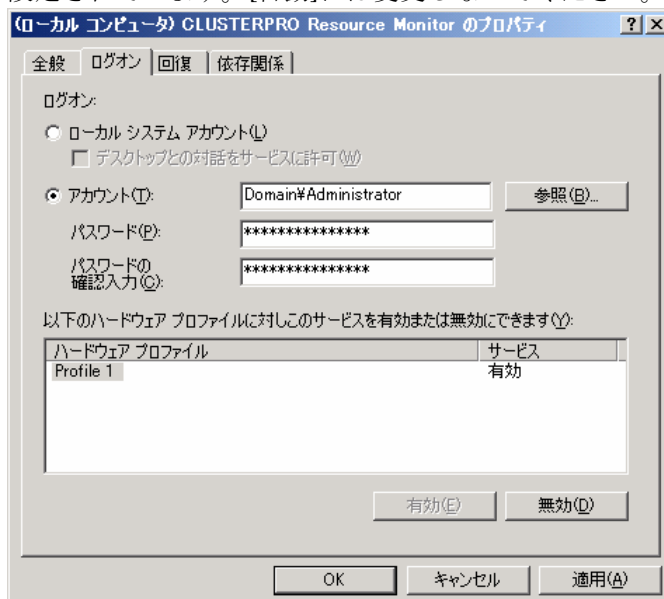 (ローカル コンピュータ) CLUSTERPRO Resource Monitor のプロパティ
全般 ログオン 回復 依存関係
ログオン:
ローカル システム アカウント(L)
デスクトップとの対話をサービスに許可(W)
アカウント(T): Domain¥Administrator 参照(B)...
パスワード(P): ***************
パスワードの
確認入力(C): ***************
以下のハードウェア プロファイルに対しこのサービスを有効または無効にできます(Y):
ハードウェア プロファイル サービス
Profile 1 有効
有効(E) 無効(D)
OK キャンセル 適用(A)